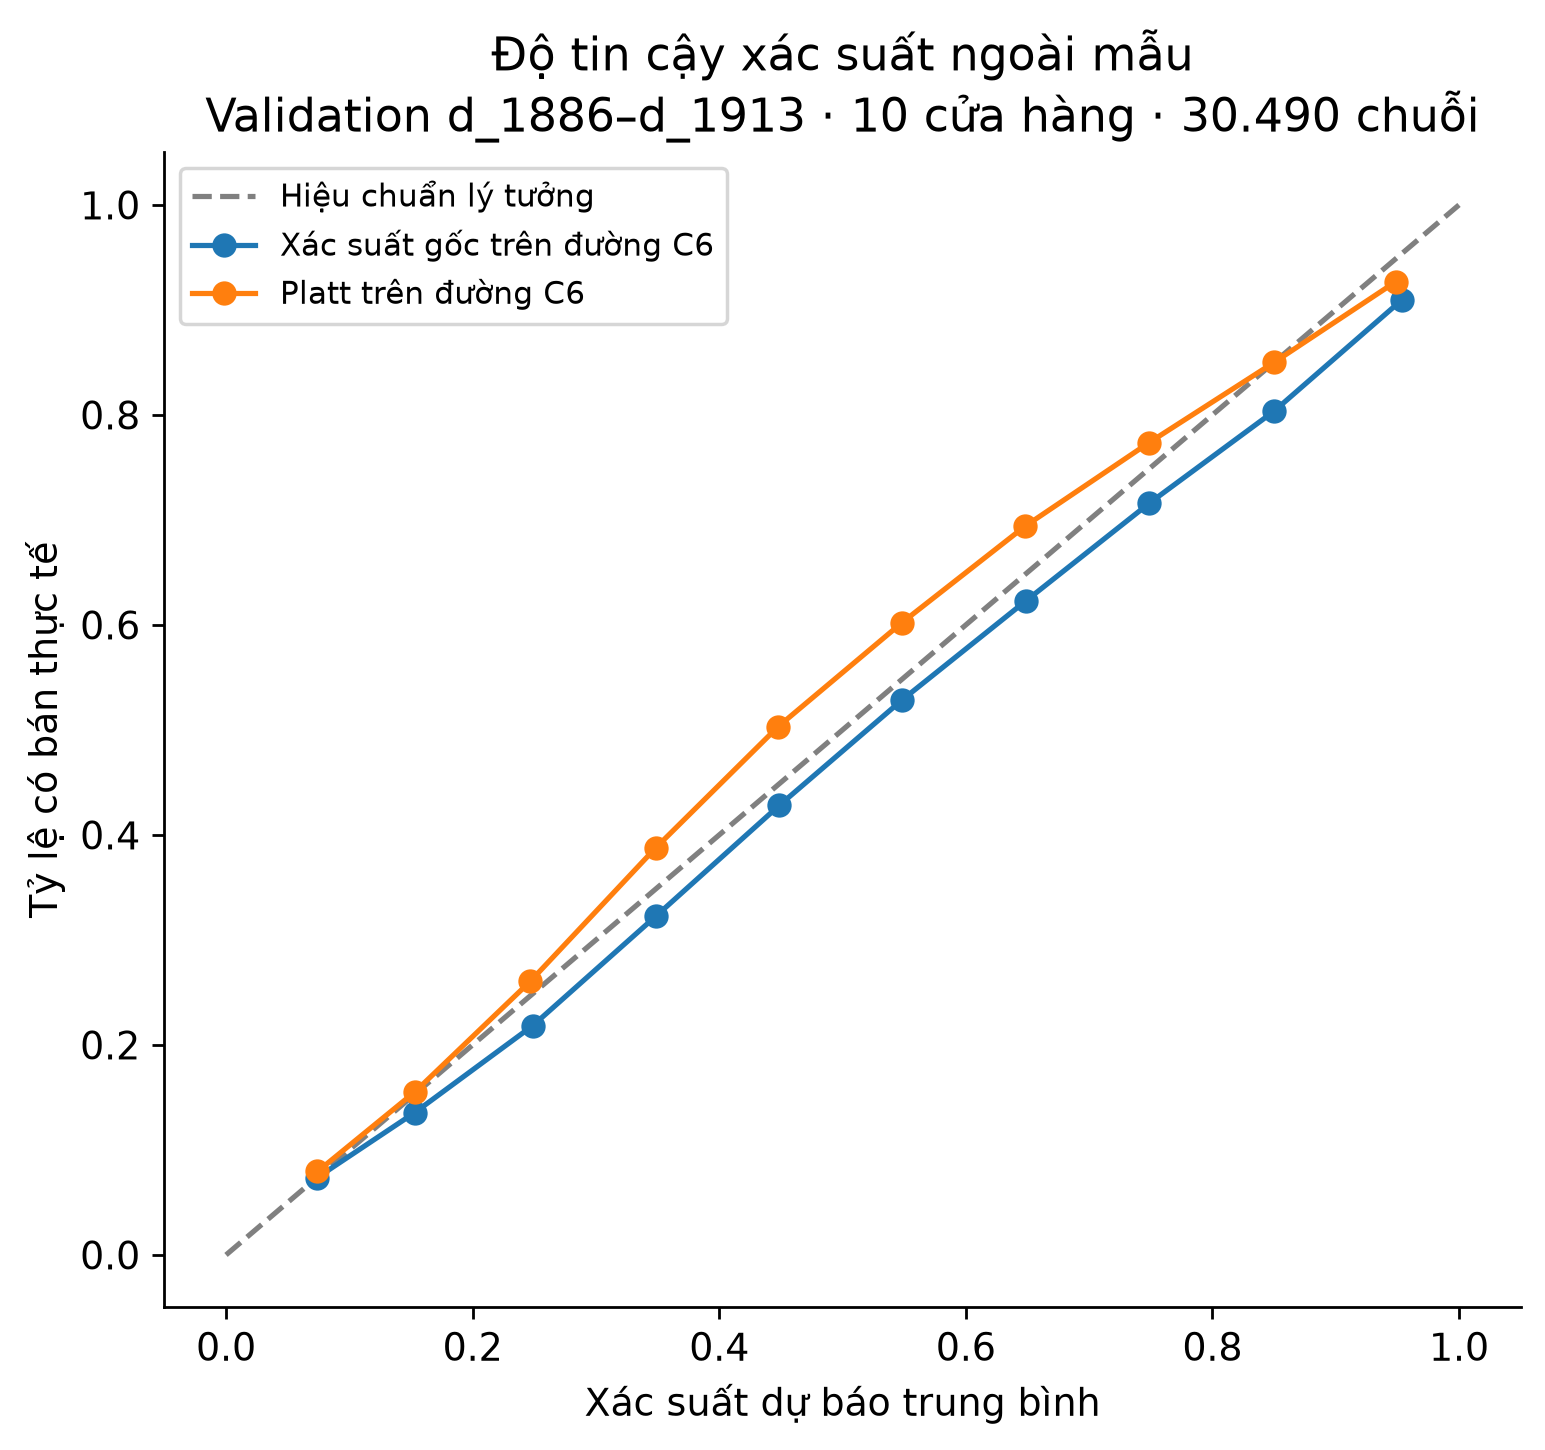 Độ tin cậy xác suất ngoài mẫu
Validation d_1886–d_1913 · 10 cửa hàng · 30.490 chuỗi
Hiệu chuẩn lý tưởng
Xác suất gốc trên đường C6
Platt trên đường C6
Tỷ lệ có bán thực tế
1.0
0.8
0.6
0.4
0.2
0.0
0.0 0.2 0.4 0.6 0.8 1.0
Xác suất dự báo trung bình